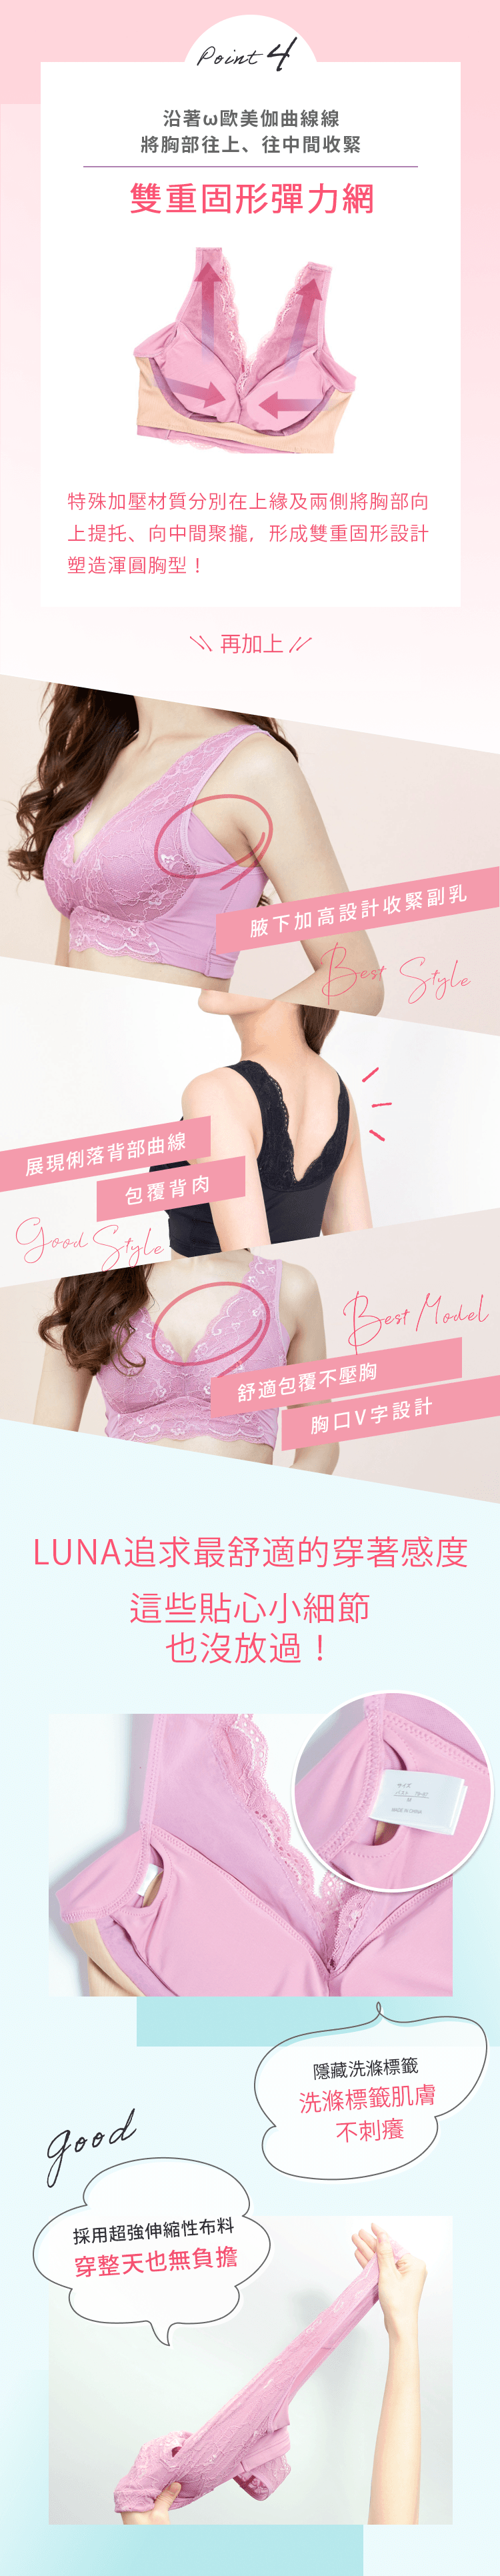 Point 4
沿著ω歐美伽曲線線
將胸部往上、往中間收緊
雙重固形彈力網
特殊加壓材質分別在上緣及兩側將胸部向
上提托、向中間聚攏，形成雙重固形設計
塑造渾圓胸型！
再加上
腋下加高設計收緊副乳
Best Style
展現俐落背部曲線
包覆背肉
Good Style
Best Model
舒適包覆不壓胸
胸口V字設計
LUNA追求最舒適的穿著感度
這些貼心小細節
也沒放過！
サイズ
M
MADE IN CHINA
隱藏洗滌標籤
洗滌標籤肌膚
不刺癢
good
採用超強伸縮性布料
穿整天也無負擔